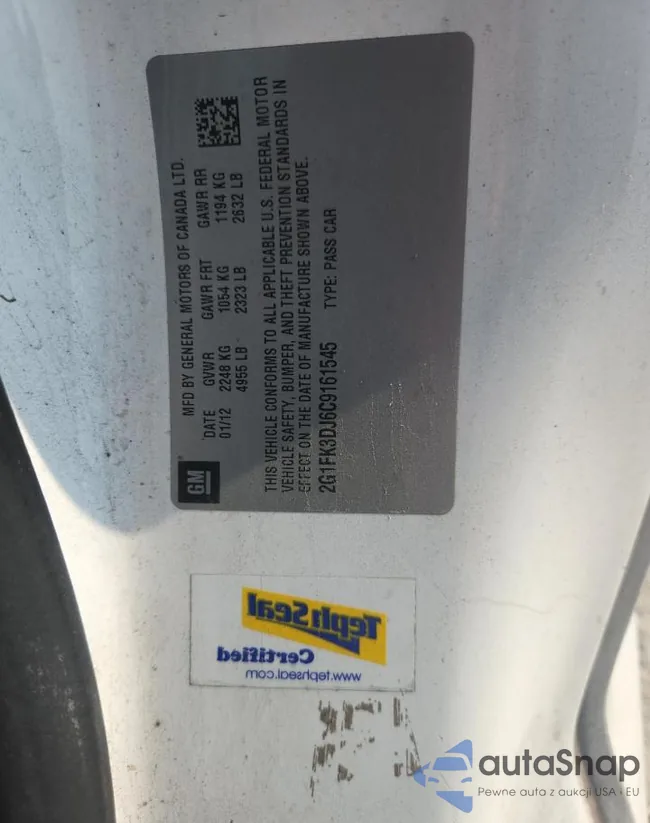 MFD BY GENERAL MOTORS OF CANADA LTD.
DATE GVWR GAWR FRT GAWR RR
01/12 2248 KG 1054 KG 1194 KG
4955 LB 2323 LB 2632 LB
THIS VEHICLE CONFORMS TO ALL APPLICABLE U.S. FEDERAL MOTOR
VEHICLE SAFETY, BUMPER, AND THEFT PREVENTION STANDARDS IN
EFFECT ON THE DATE OF MANUFACTURE SHOWN ABOVE.
2G1FK3DJ6C9161545 TYPE: PASS CAR
GM
TephSeal
Certified
www.tephseal.com
autaSnap
Pewne auta z aukcji USA - EU